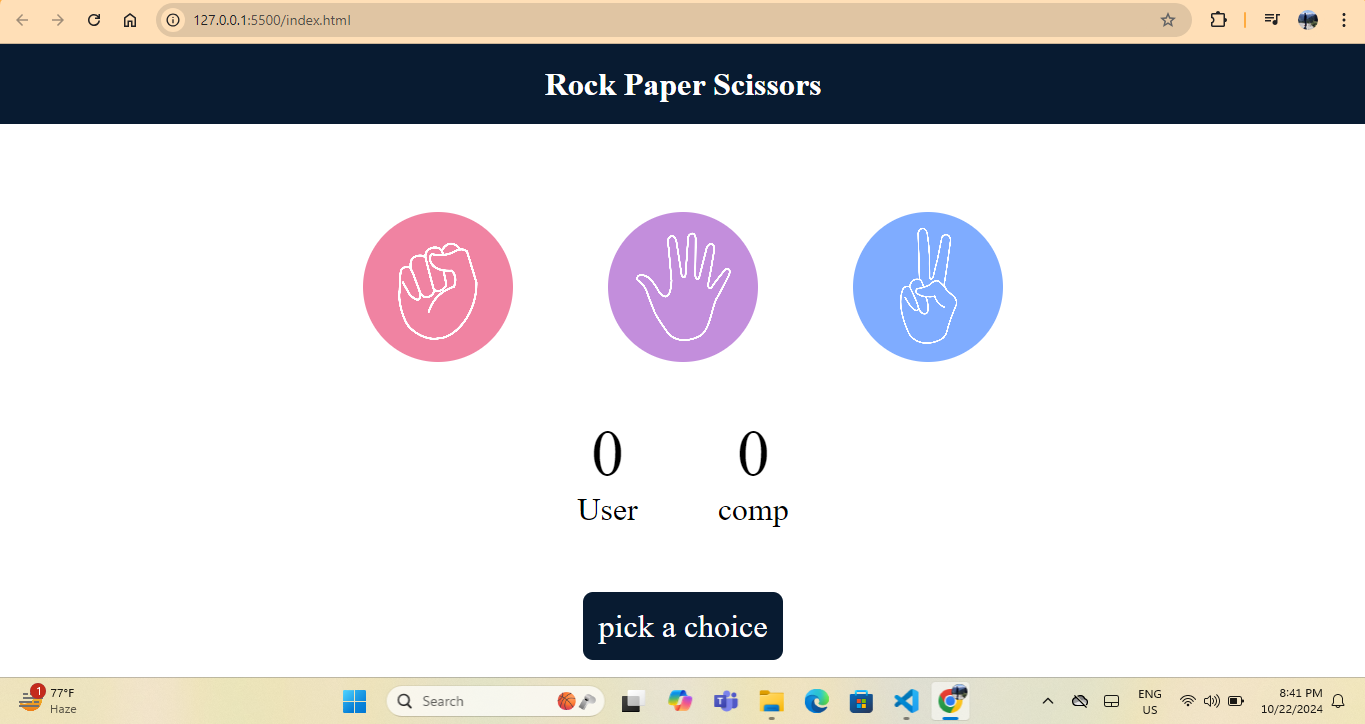 127.0.0.1:5500/index.html
Rock Paper Scissors
0 0
User comp
pick a choice
1 77°F
Haze
Search
ENG
US
8:41 PM
10/22/2024